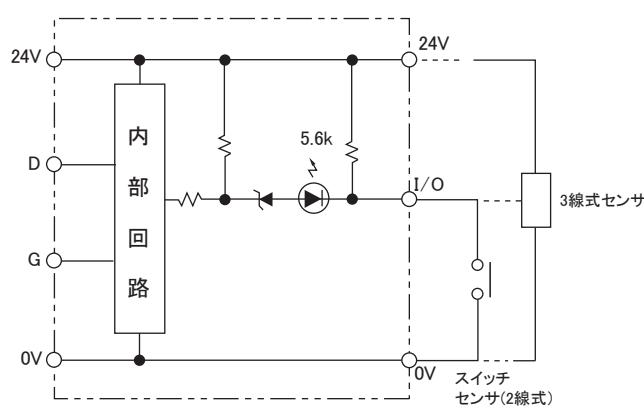 24V
24V
内部回路
5.6k
D
I/O
3線式センサ
G
0V
0V
スイッチ
センサ(2線式)